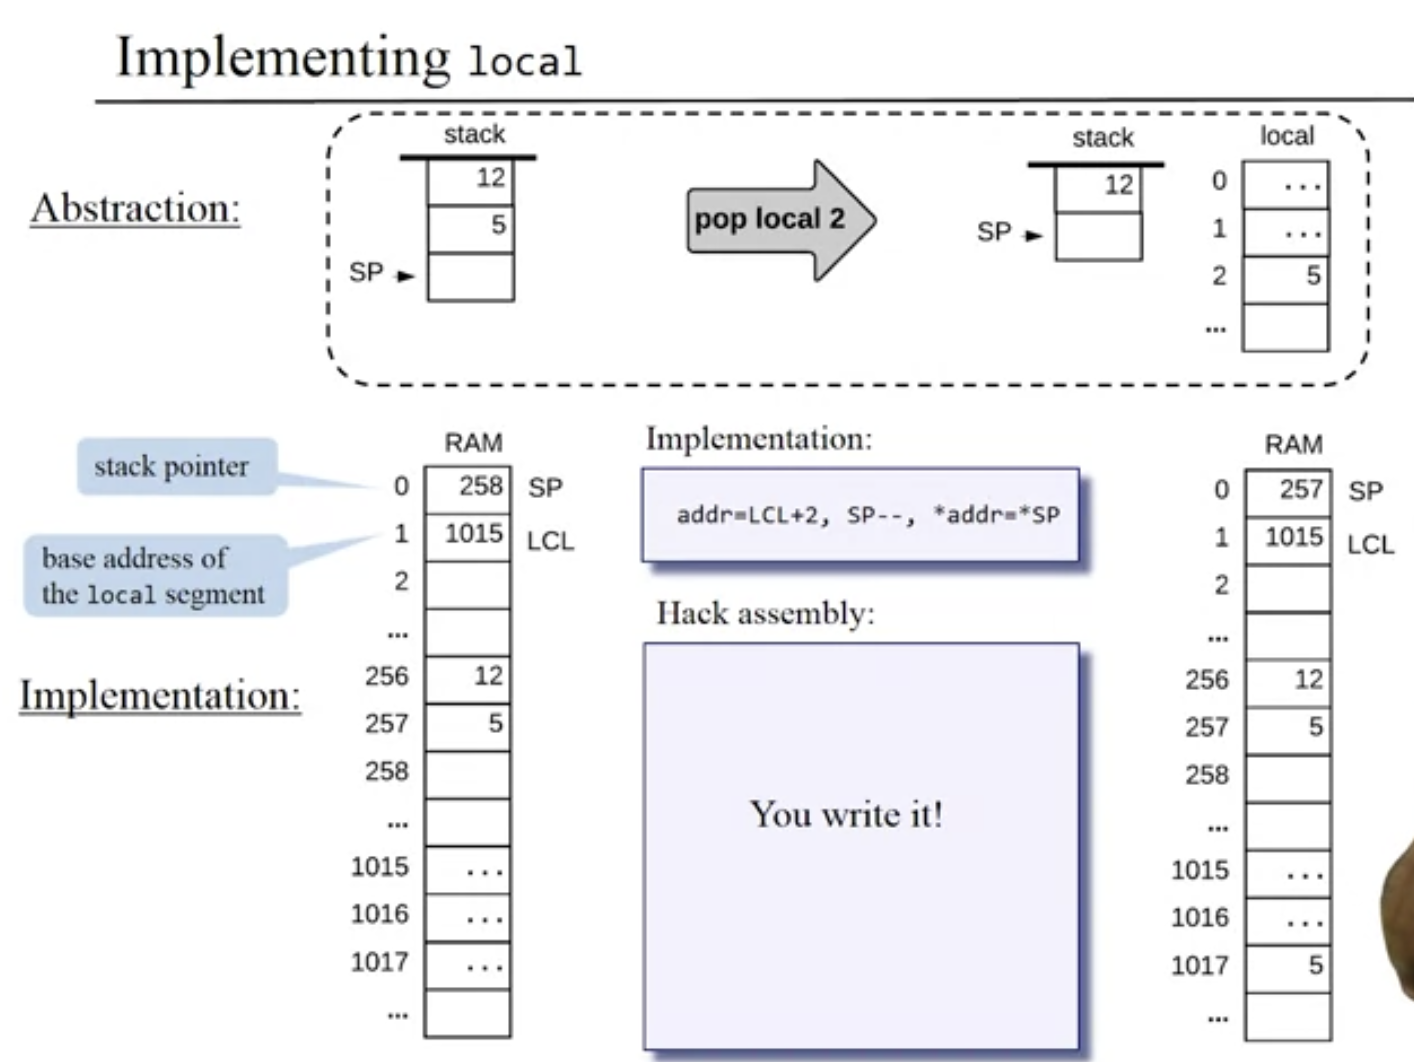 Implementing local
Abstraction:
stack
12
5
SP
pop local 2
stack
12
SP
local
0 ...
1 ...
2 5
...
Implementation:
stack pointer
base address of
the local segment
RAM
0 258 SP
1 1015 LCL
2
...
256 12
257 5
258
...
1015 ...
1016 ...
1017 ...
...
Implementation:
addr=LCL+2, SP--, *addr=*SP
Hack assembly:
You write it!
RAM
0 257 SP
1 1015 LCL
2
...
256 12
257 5
258
...
1015 ...
1016 ...
1017 5
...